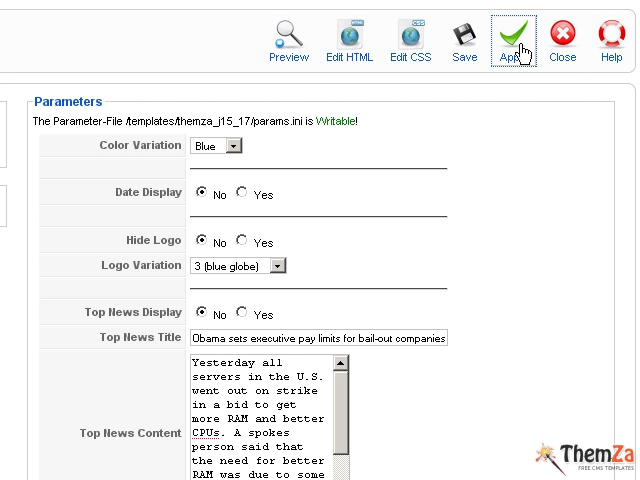 Preview Edit HTML Edit CSS Save Close Help
Parameters
The Parameter-File /templates/themza_j15_17/params.ini is Writable!
Color Variation Blue
Date Display No Yes
Hide Logo No Yes
Logo Variation 3 (blue globe)
Top News Display No Yes
Top News Title Obama sets executive pay limits for bail-out companies
Yesterday all
servers in the U.S.
went out on strike
in a bid to get
more RAM and better
Top News Content CPUs. A spokes
person said that
the need for better
RAM was due to some
ThemZa
FREE CMS TEMPLATES